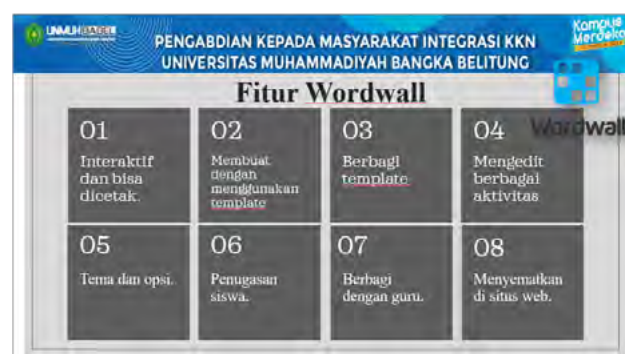 UNMUH BABEL
PENGABDIAN KEPADA MASYARAKAT INTEGRASI KKN
UNIVERSITAS MUHAMMADIYAH BANGKA BELITUNG
Kampus
Merdeka
Fitur Wordwall
Wordwall
01
Interaktif
dan bisa
dicetak.
02
Membuat
dengan
menggunakan
template
03
Berbagi
template
04
Mengedit
berbagai
aktivitas
05
Tema dan opsi.
06
Penugasan
siswa.
07
Berbagi
dengan guru.
08
Menyematkan
di situs web.